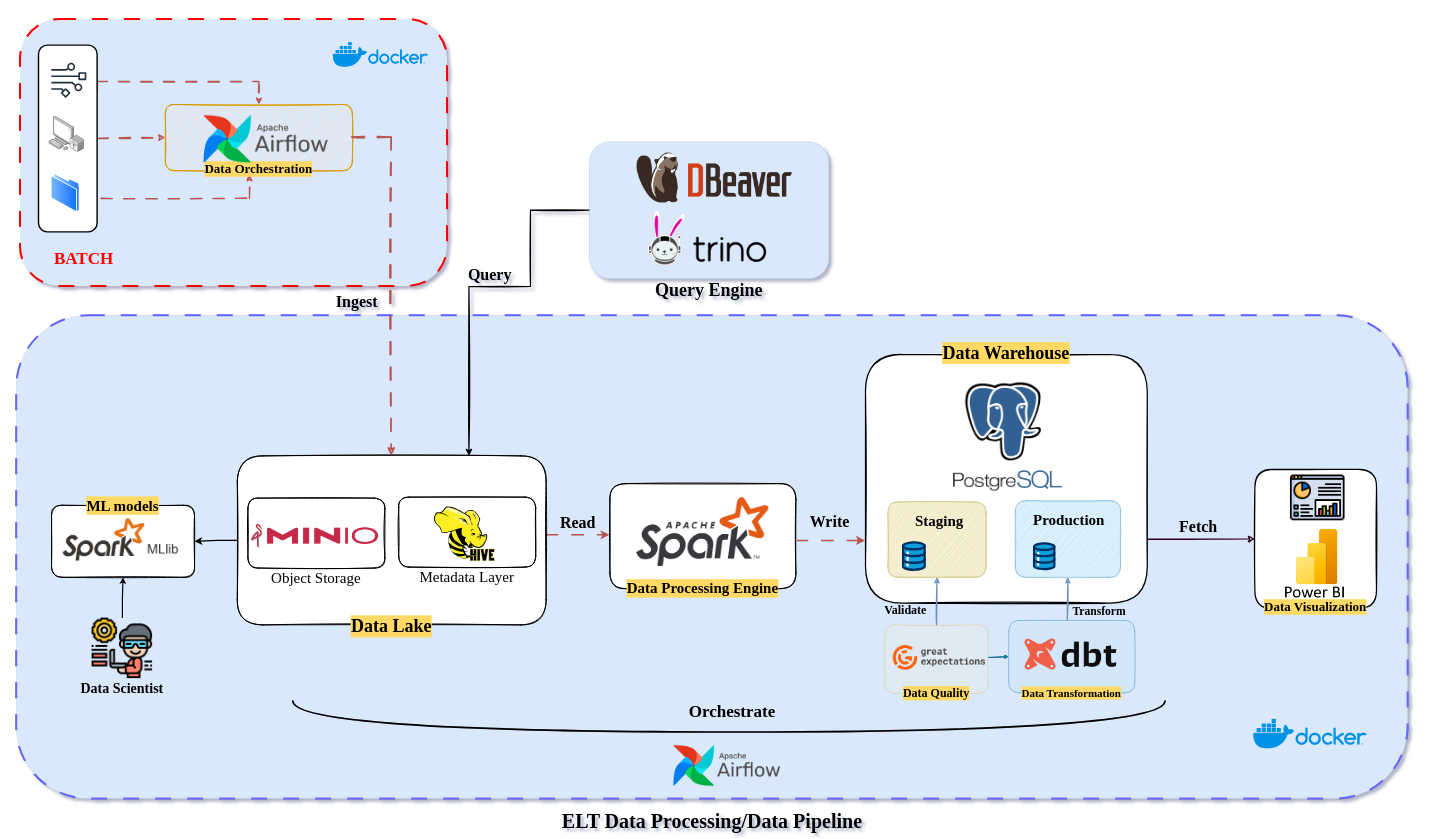 docker
Apache
Airflow
Data Orchestration
BATCH
DBeaver
trino
Query Engine
Query
Ingest
Data Warehouse
PostgreSQL
Staging
Production
ML models
Spark
MLlib
MINIO
Object Storage
HIVE
Metadata Layer
Data Lake
Read
APACHE
Spark
TM
Data Processing Engine
Write
Fetch
Power BI
Data Visualization
Validate
Transform
great
expectations
Data Quality
dbt
Data Transformation
Data Scientist
Orchestrate
Apache
Airflow
docker
ELT Data Processing/Data Pipeline